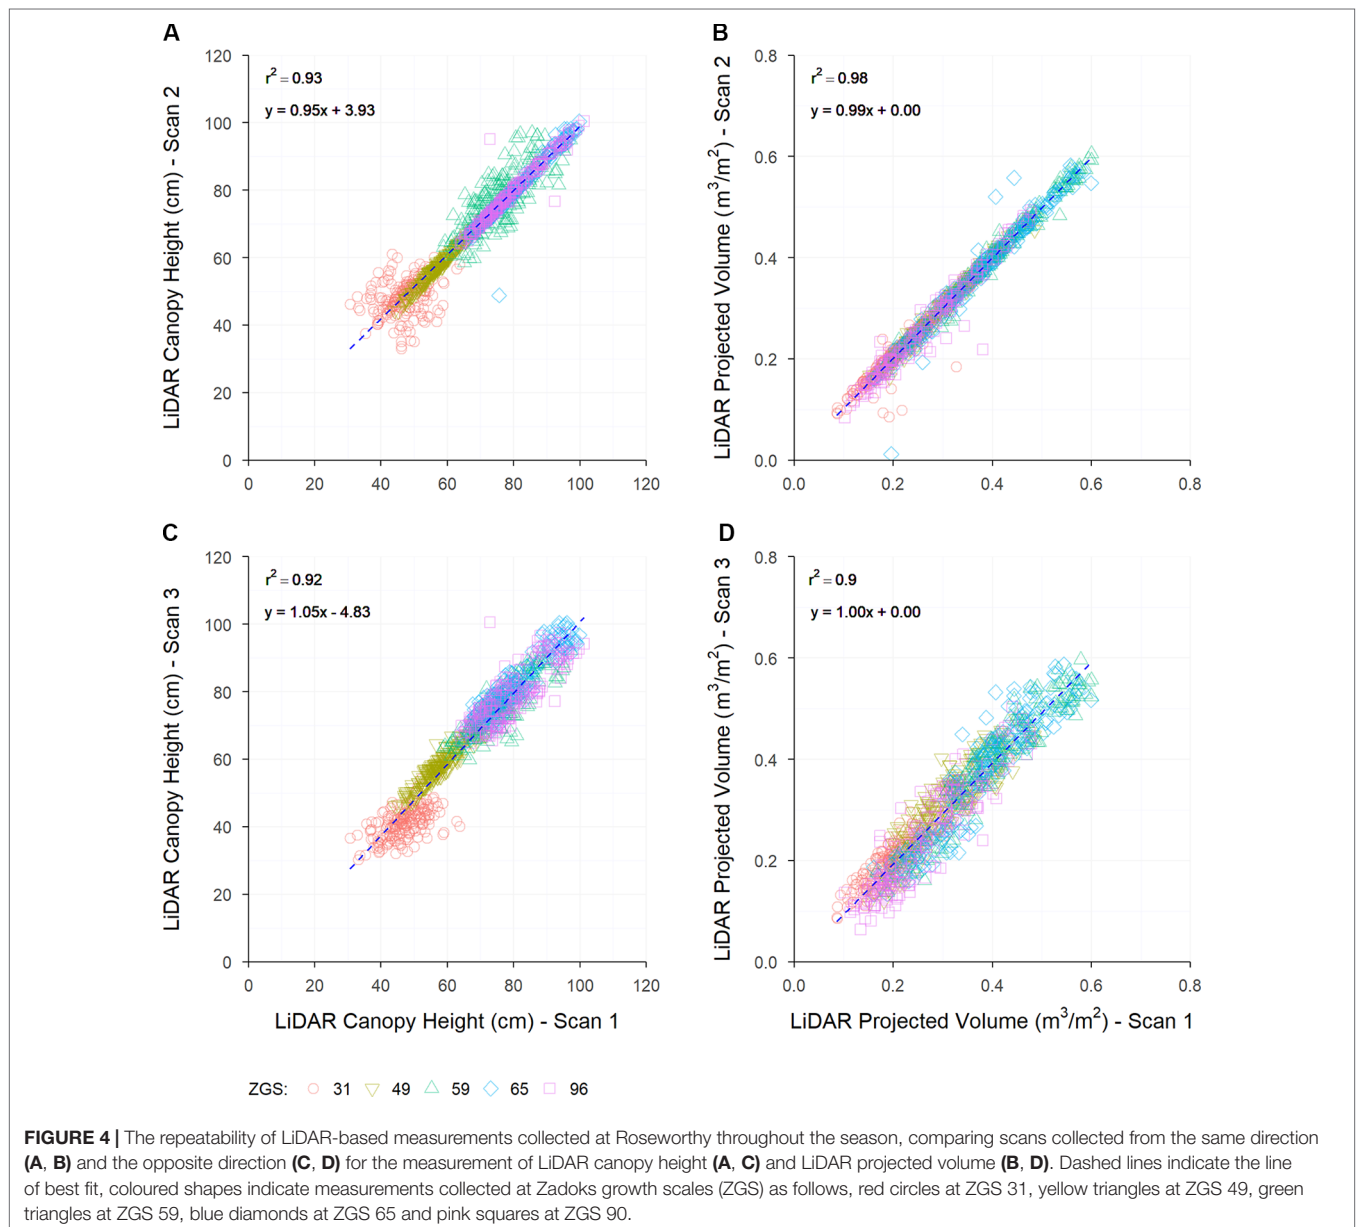 A
120
100
80
60
40
20
0
r² = 0.93
y = 0.95x + 3.93
LiDAR Canopy Height (cm) - Scan 2
0 20 40 60 80 100 120
B
0.8
0.6
0.4
0.2
0.0
r² = 0.98
y = 0.99x + 0.00
LiDAR Projected Volume (m³/m²) - Scan 2
0.0 0.2 0.4 0.6 0.8
C
120
100
80
60
40
20
0
r² = 0.92
y = 1.05x - 4.83
LiDAR Canopy Height (cm) - Scan 3
0 20 40 60 80 100 120
LiDAR Canopy Height (cm) - Scan 1
D
0.8
0.6
0.4
0.2
0.0
r² = 0.9
y = 1.00x + 0.00
LiDAR Projected Volume (m³/m²) - Scan 3
0.0 0.2 0.4 0.6 0.8
LiDAR Projected Volume (m³/m²) - Scan 1
ZGS: 31 49 59 65 96
FIGURE 4 | The repeatability of LiDAR-based measurements collected at Roseworthy throughout the season, comparing scans collected from the same direction
(A, B) and the opposite direction (C, D) for the measurement of LiDAR canopy height (A, C) and LiDAR projected volume (B, D). Dashed lines indicate the line
of best fit, coloured shapes indicate measurements collected at Zadoks growth scales (ZGS) as follows, red circles at ZGS 31, yellow triangles at ZGS 49, green
triangles at ZGS 59, blue diamonds at ZGS 65 and pink squares at ZGS 90.